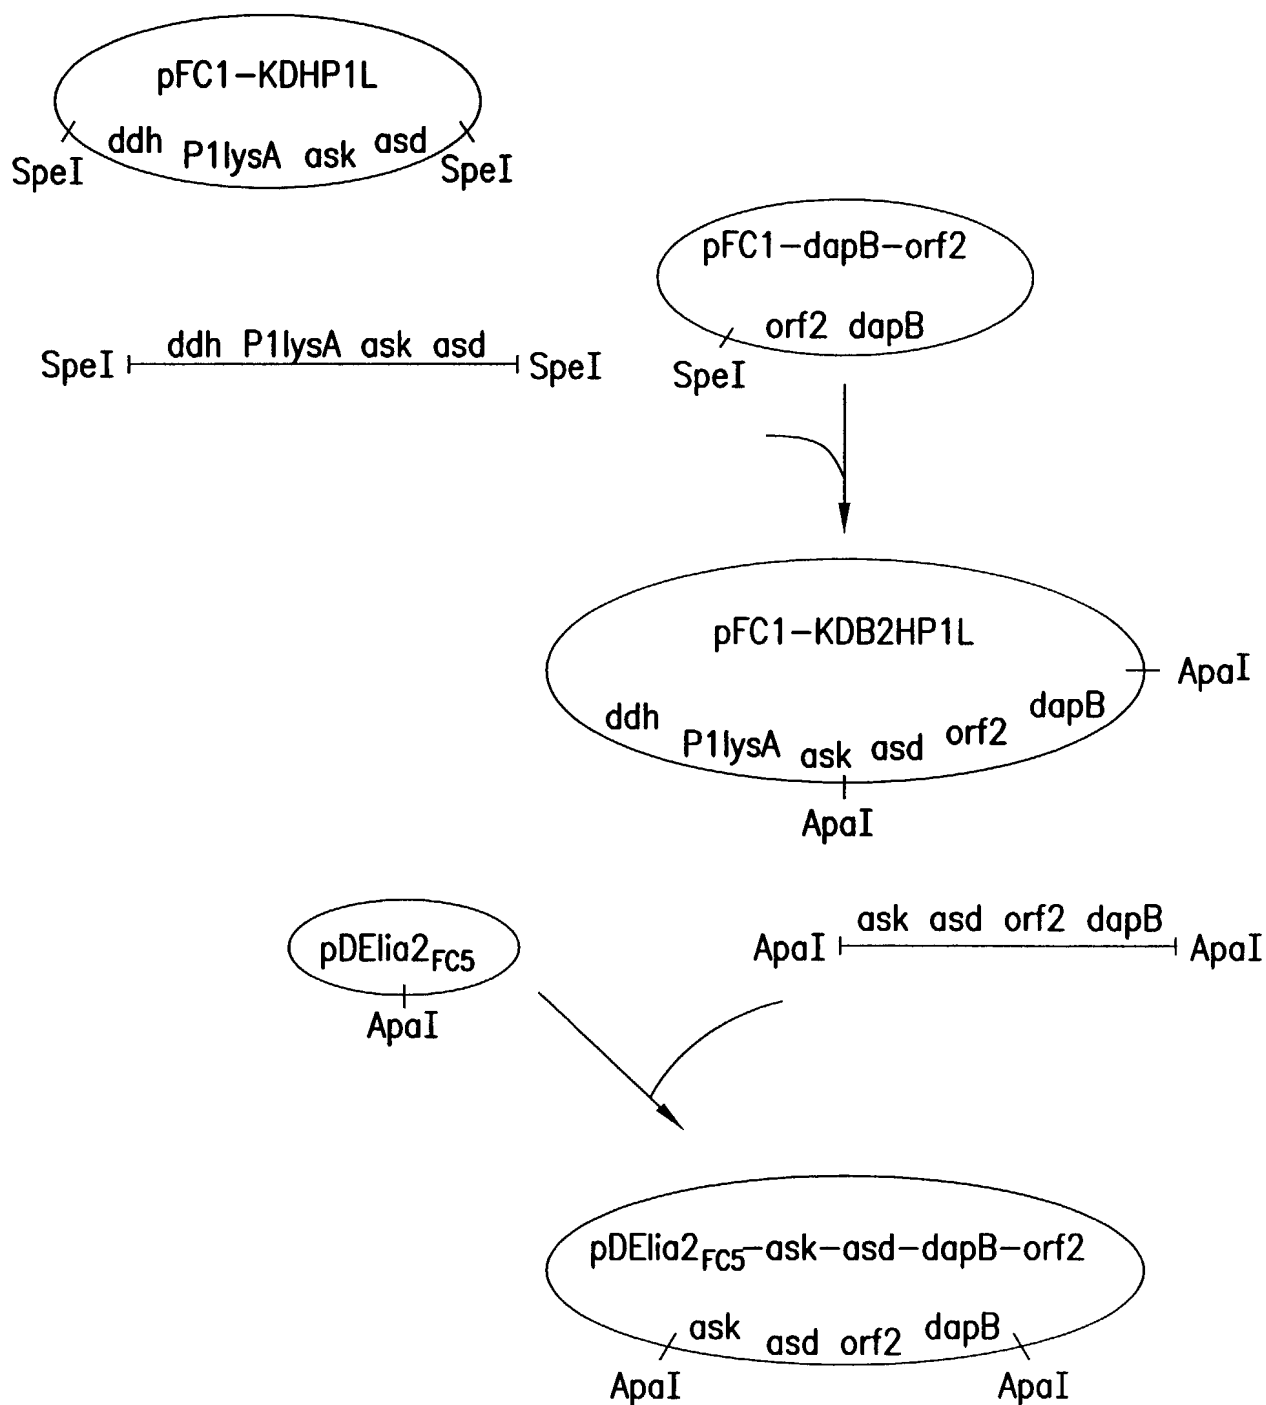 pFC1-KDHP1L
ddh P1lysA ask asd
SpeI SpeI
pFC1-dapB-orf2
orf2 dapB
SpeI
ddh P1lysA ask asd
SpeI SpeI
pFC1-KDB2HP1L
ApaI
ddh P1lysA ask asd orf2 dapB
ApaI
pDElia2FC5
ApaI
ask asd orf2 dapB
ApaI ApaI
pDElia2FC5-ask-asd-dapB-orf2
ask asd orf2 dapB
ApaI ApaI